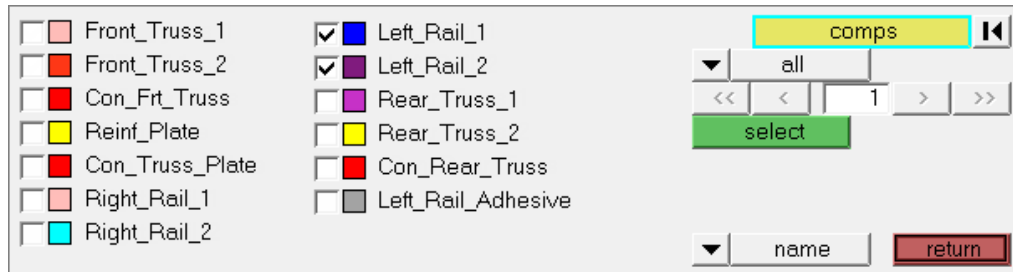 Front_Truss_1
Front_Truss_2
Con_Frt_Truss
Reinf_Plate
Con_Truss_Plate
Right_Rail_1
Right_Rail_2
Left_Rail_1
Left_Rail_2
Rear_Truss_1
Rear_Truss_2
Con_Rear_Truss
Left_Rail_Adhesive
comps
all
<< < 1 > >>
select
name return